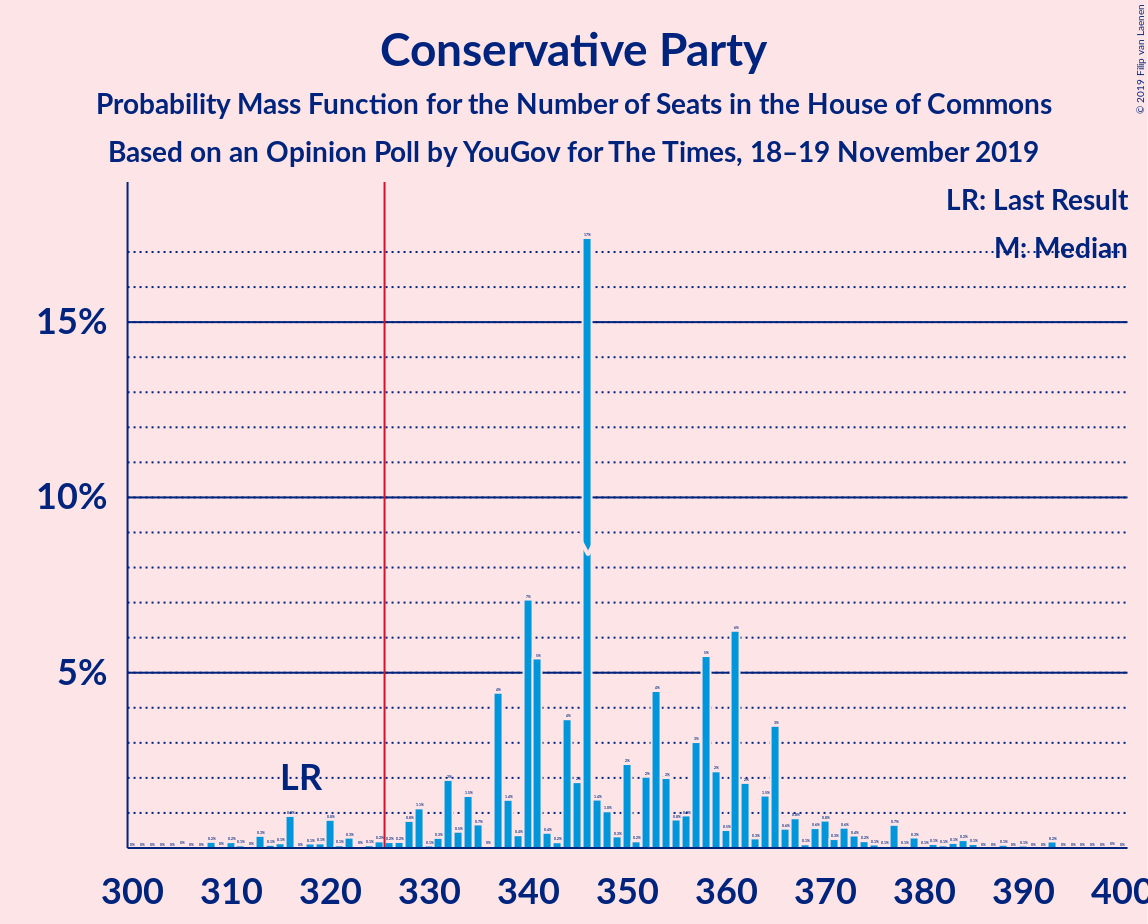 Conservative Party
Probability Mass Function for the Number of Seats in the House of Commons
Based on an Opinion Poll by YouGov for The Times, 18–19 November 2019
© 2019 Filip van Laenen
LR: Last Result
M: Median
15%
10%
5%
LR
300 310 320 330 340 350 360 370 380 390 400